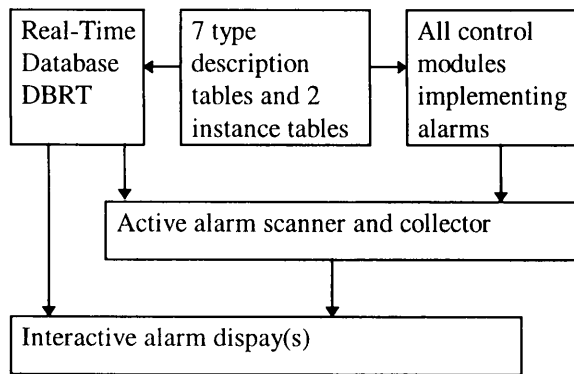 Real-Time
Database
DBRT
7 type
description
tables and 2
instance tables
All control
modules
implementing
alarms
Active alarm scanner and collector
Interactive alarm dispay(s)